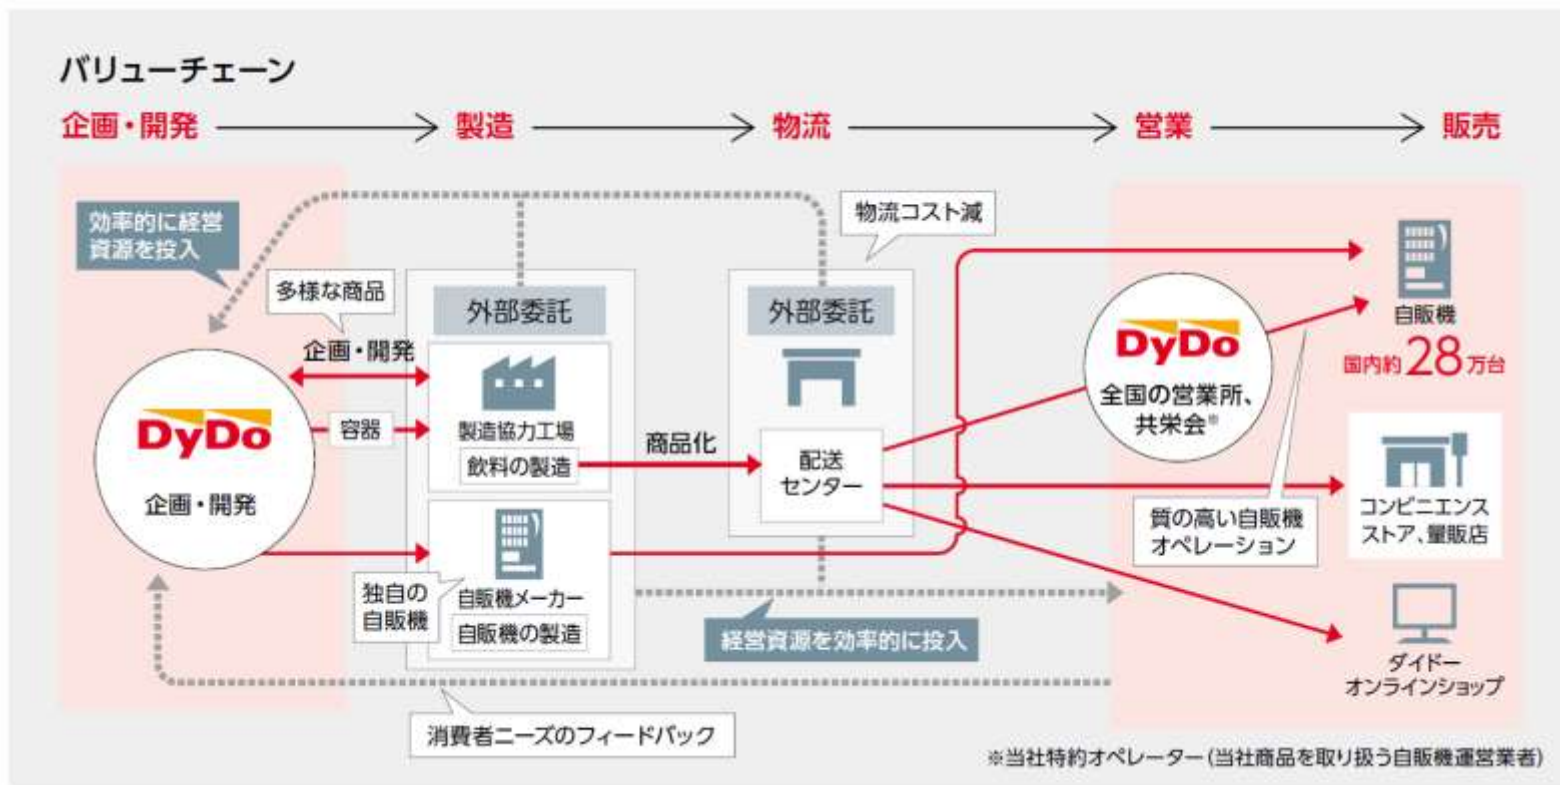 バリューチェーン
企画・開発
製造
物流
営業
販売
効率的に経営
資源を投入
多様な商品
企画・開発
容器
DyDo
企画・開発
外部委託
製造協力工場
飲料の製造
独自の
自販機
自販機メーカー
自販機の製造
商品化
物流コスト減
外部委託
配送
センター
経営資源を効率的に投入
消費者ニーズのフィードバック
DyDo
全国の営業所、
共栄会※
質の高い自販機
オペレーション
自販機
国内約28万台
コンビニエンス
ストア、量販店
ダイドー
オンラインショップ
※当社特約オペレーター(当社商品を取り扱う自販機運営業者)